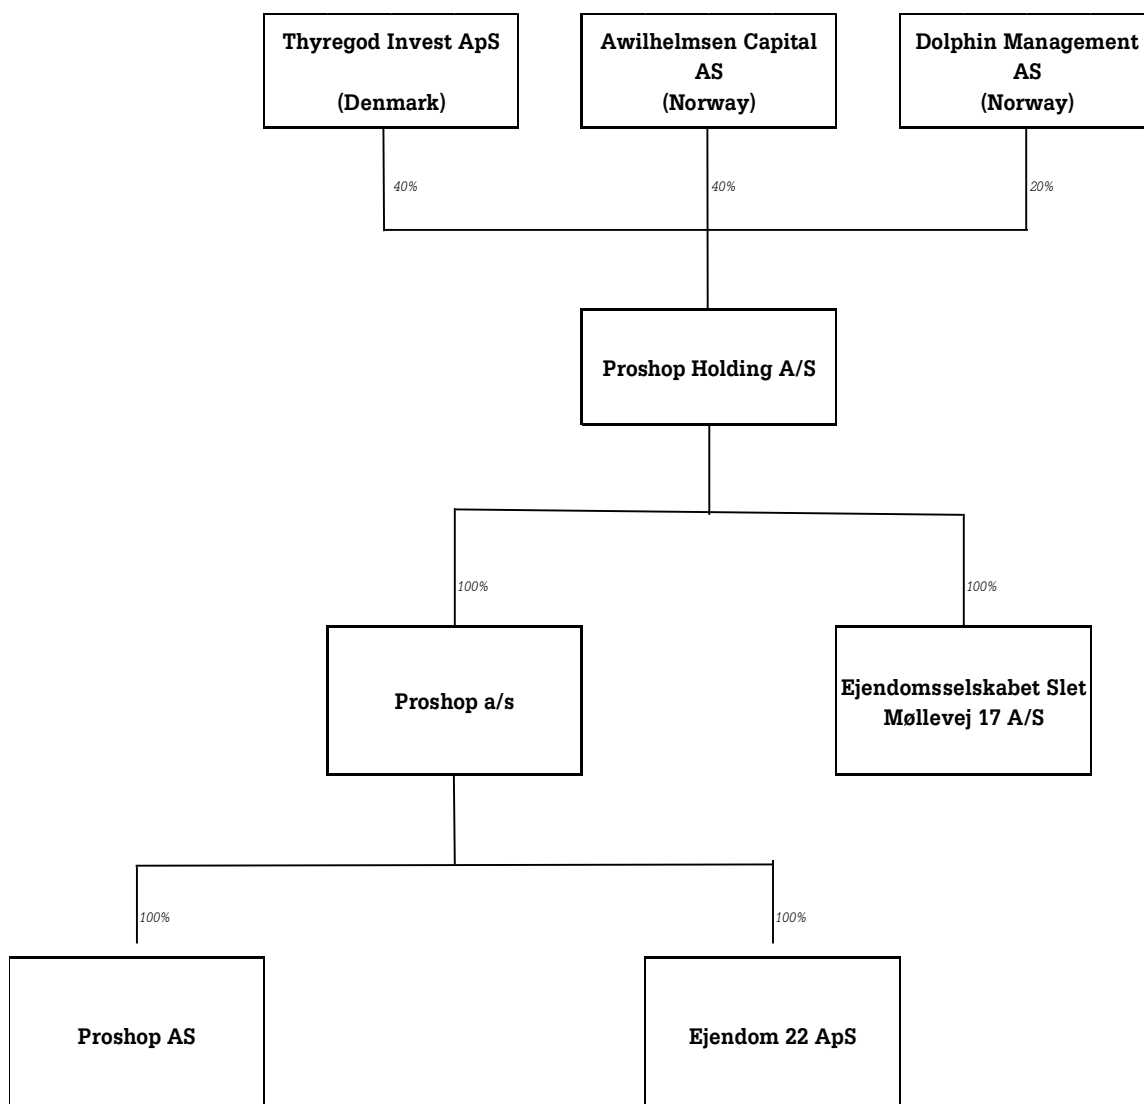 Thyregod Invest ApS
(Denmark)
Awilhelmsen Capital
AS
(Norway)
Dolphin Management
AS
(Norway)
40%
40%
20%
Proshop Holding A/S
100%
100%
Proshop a/s
Ejendomsselskabet Slet
Møllevej 17 A/S
100%
100%
Proshop AS
Ejendom 22 ApS